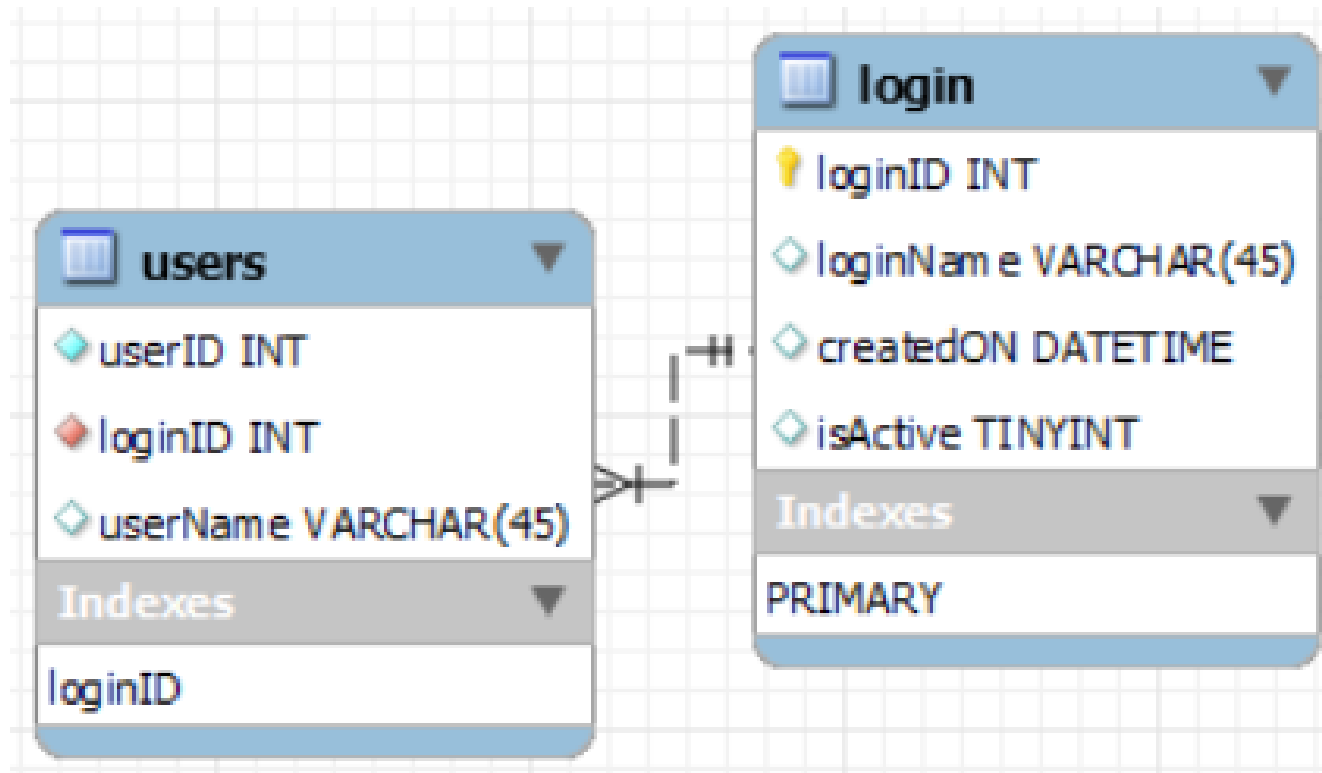 users
userID INT
loginID INT
userName VARCHAR(45)
Indexes
loginID
login
loginID INT
loginName VARCHAR(45)
createdON DATETIME
isActive TINYINT
Indexes
PRIMARY